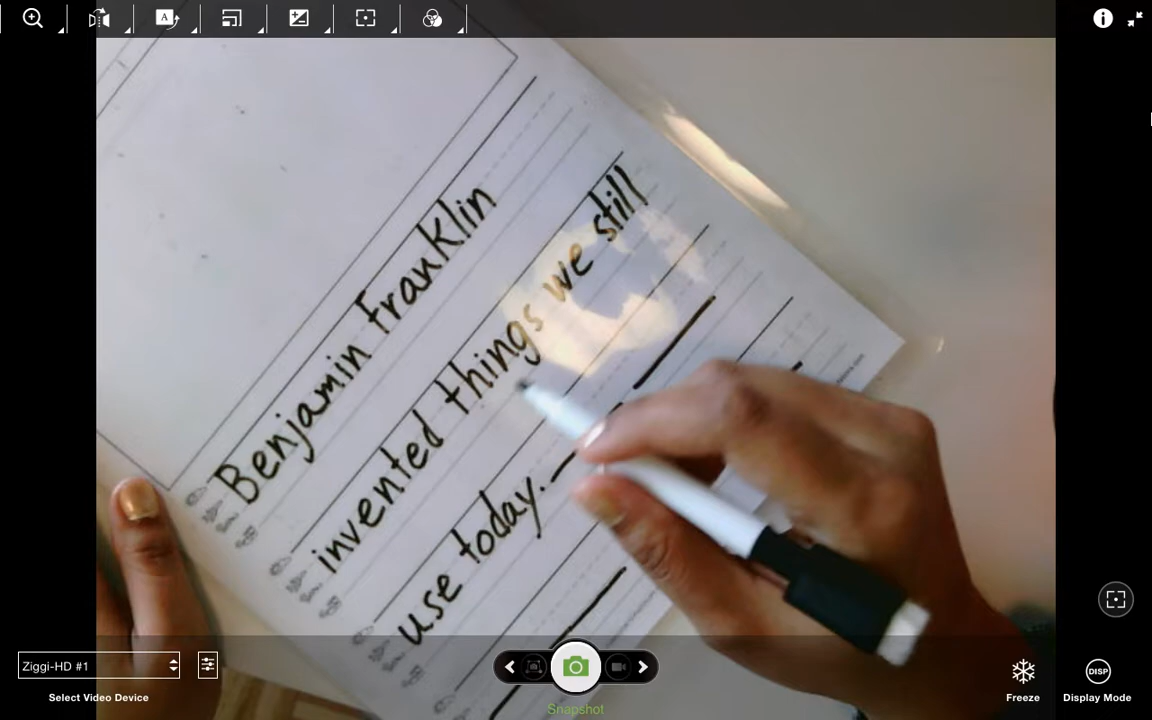 A
Benjamin Franklin
invented things we still
use today.
Ziggi-HD #1
Select Video Device
Snapshot
Freeze
DISP
Display Mode